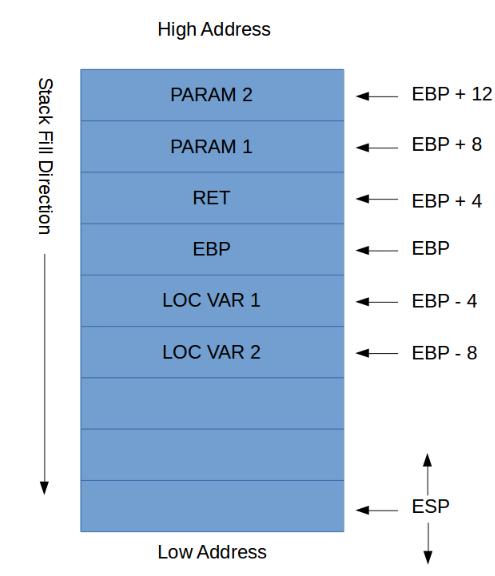 High Address
Stack Fill Direction
PARAM 2
EBP + 12
PARAM 1
EBP + 8
RET
EBP + 4
EBP
EBP
LOC VAR 1
EBP - 4
LOC VAR 2
EBP - 8
ESP
Low Address